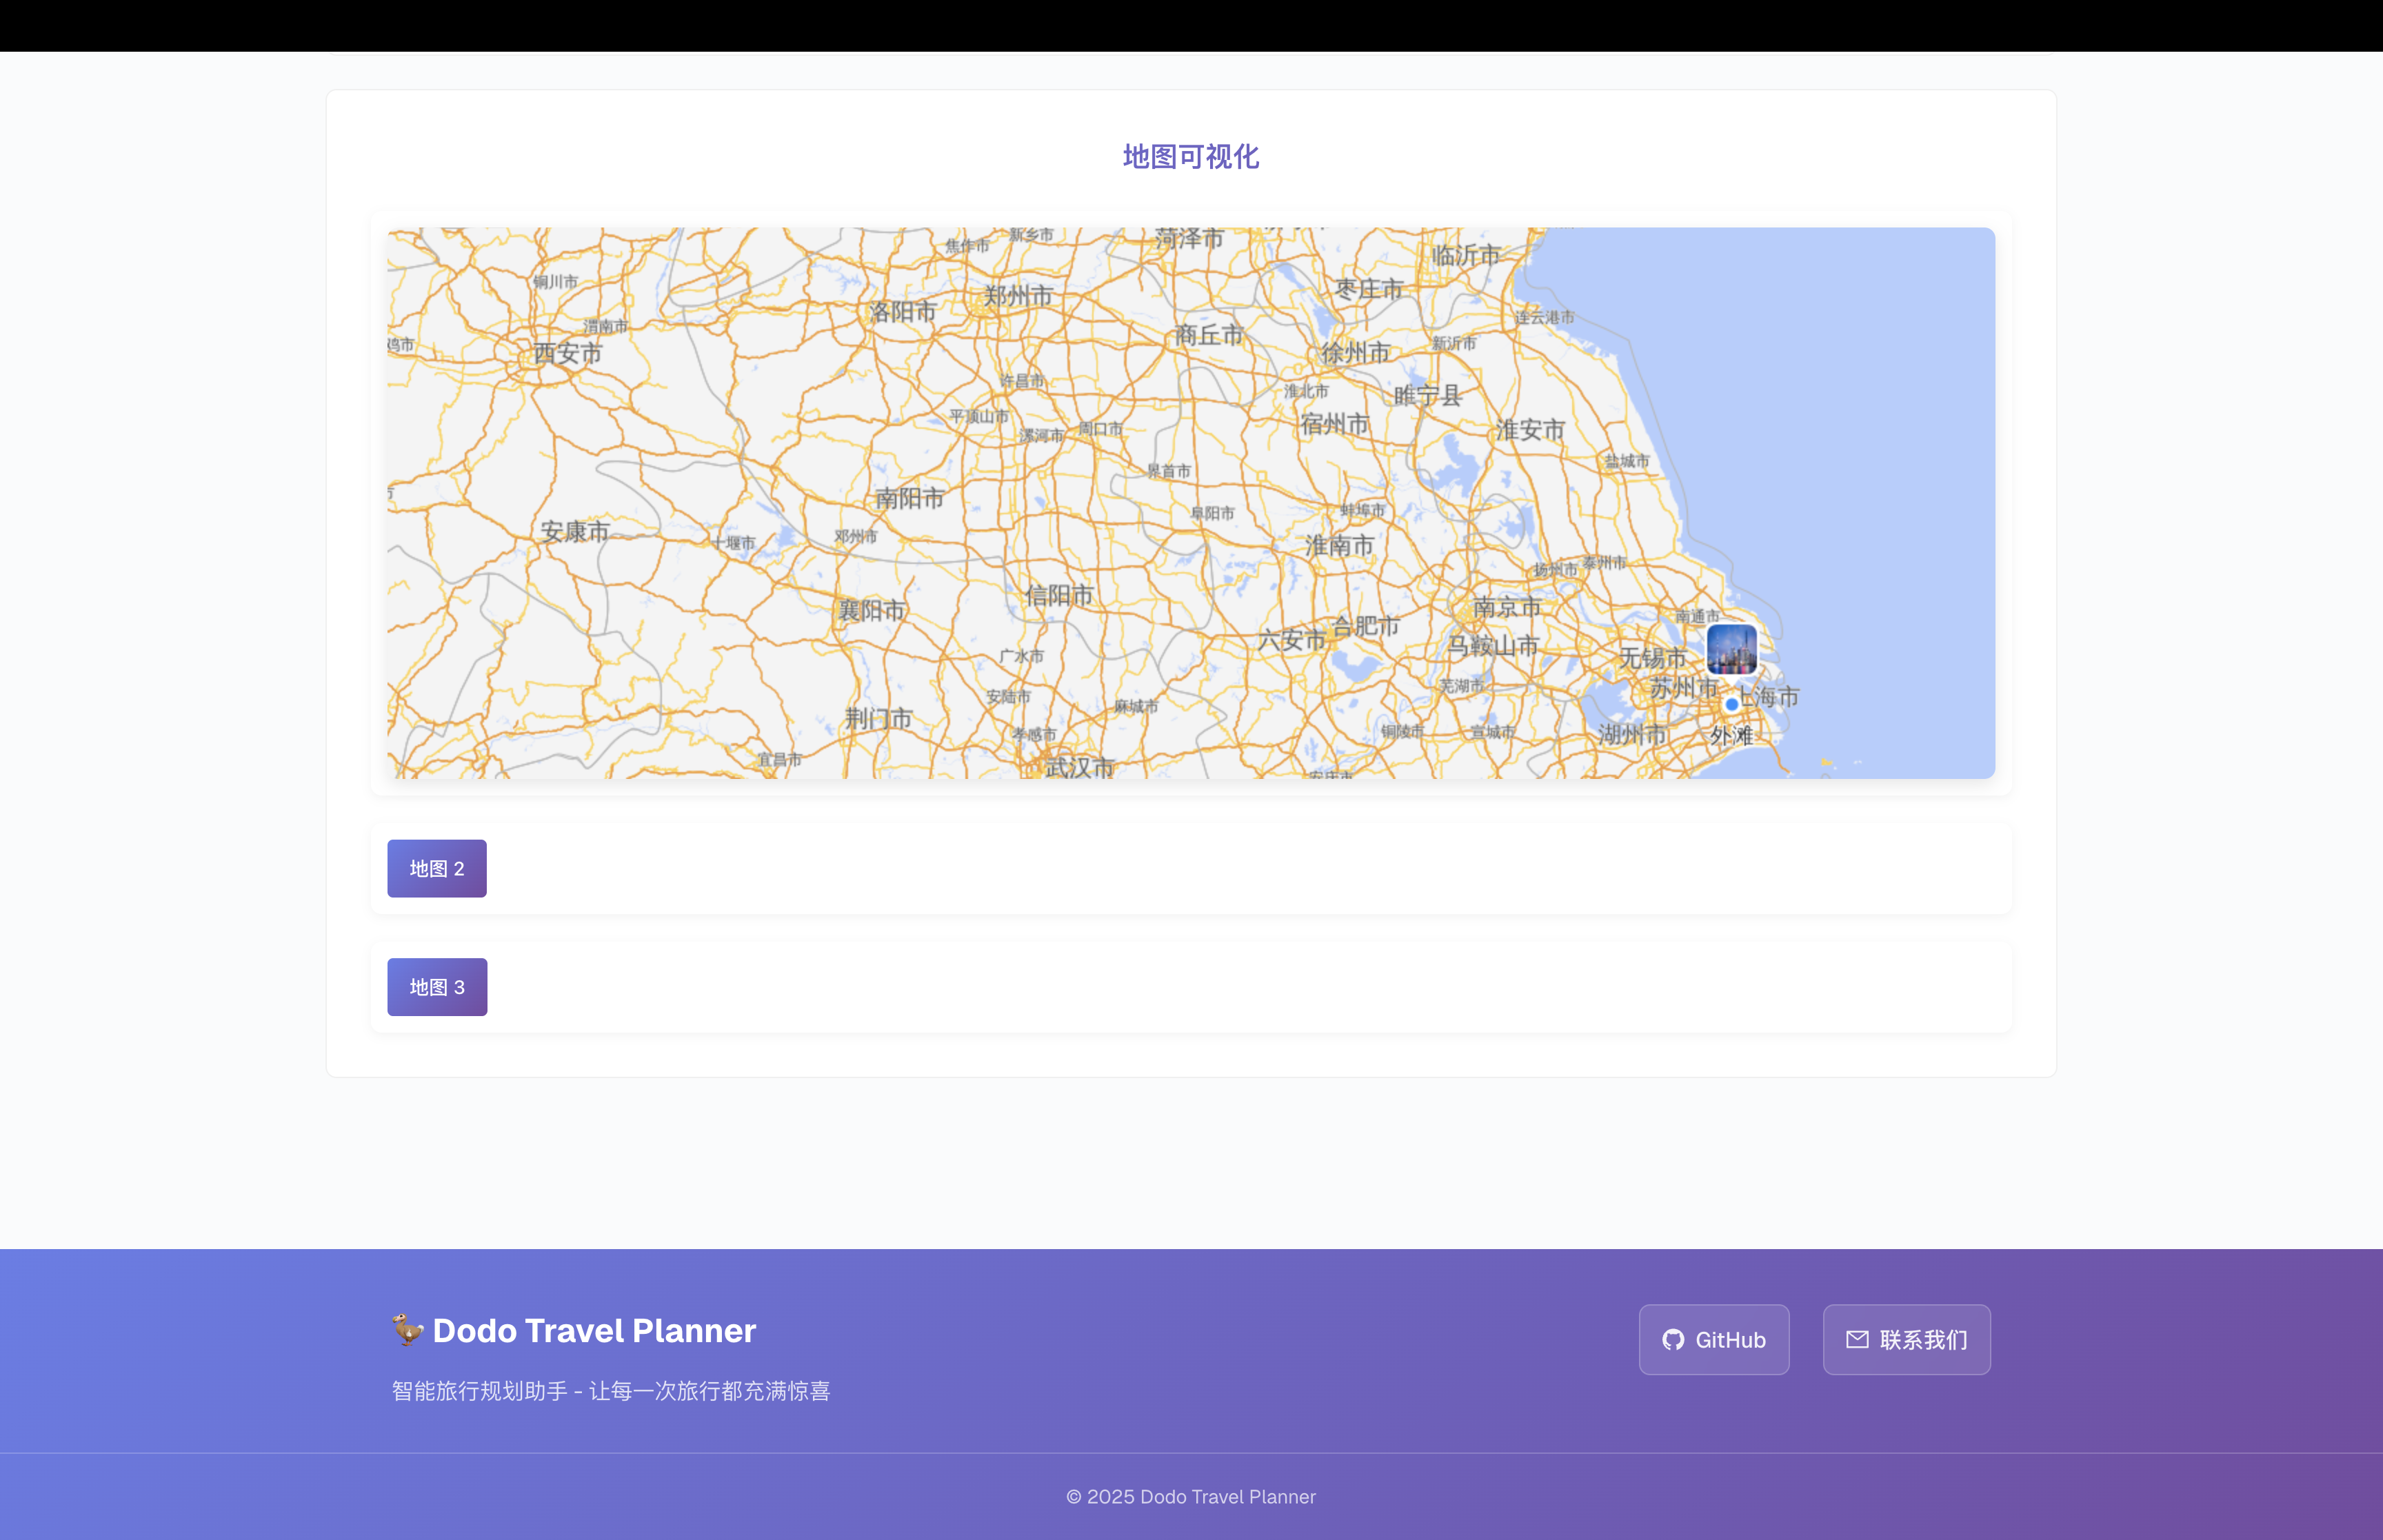 地图可视化
菏泽市
新乡市
焦作市
临沂市
铜川市
枣庄市
郑州市
洛阳市
连云港市
渭南市
商丘市
鸡市
西安市
徐州市
新沂市
许昌市
淮北市
睢宁县
平顶山市
宿州市
漯河市
周口市
淮安市
界首市
盐城市
南阳市
阜阳市
蚌埠市
安康市
十堰市
邓州市
淮南市
扬州市
泰州市
信阳市
襄阳市
南京市
南通市
六安市
合肥市
马鞍山市
广水市
无锡市
芜湖市
苏州市
上海市
安陆市
麻城市
荆门市
孝感市
铜陵市
宣城市
湖州市
外滩
宜昌市
武汉市
安庆市
地图 2
地图 3
Dodo Travel Planner
GitHub
联系我们
智能旅行规划助手 - 让每一次旅行都充满惊喜
© 2025 Dodo Travel Planner